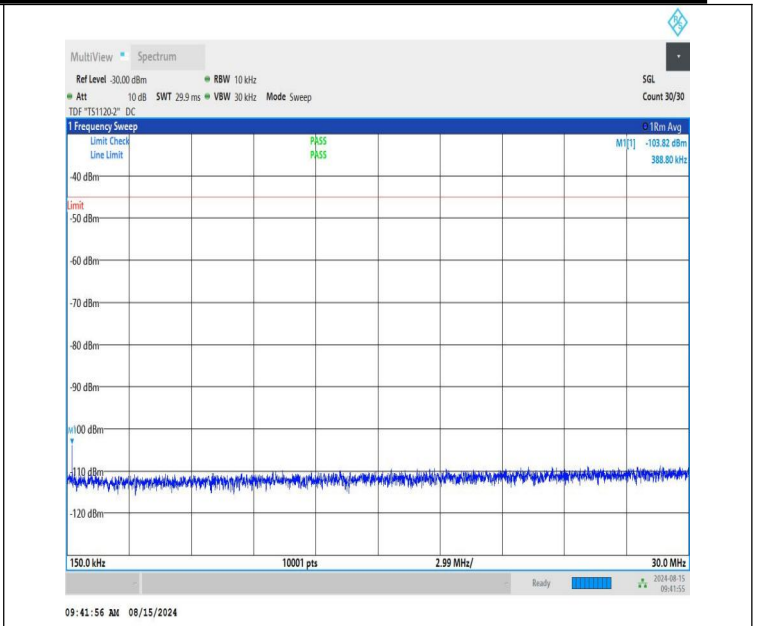 R S
MultiView Spectrum
Ref Level -30.00 dBm RBW 10 kHz SGL
Att 10 dB SWT 29.9 ms VBW 30 kHz Mode Sweep Count 30/30
TDF "TS1120-2" DC
1 Frequency Sweep 1Rm Avg
Limit Check PASS M1[1] -103.82 dBm
Line Limit PASS 388.80 kHz
-40 dBm
Limit
-50 dBm
-60 dBm
-70 dBm
-80 dBm
-90 dBm
M1
-100 dBm
-110 dBm
-120 dBm
150.0 kHz 10001 pts 2.99 MHz/ 30.0 MHz
Ready 2024-08-15
09:41:55
09:41:56 AM 08/15/2024